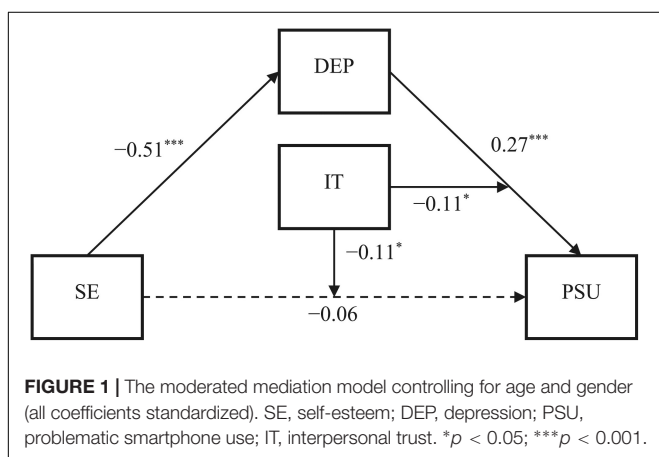 DEP
−0.51***
0.27***
IT
−0.11*
−0.11*
SE
PSU
−0.06
FIGURE 1 | The moderated mediation model controlling for age and gender
(all coefficients standardized). SE, self-esteem; DEP, depression; PSU,
problematic smartphone use; IT, interpersonal trust. *p < 0.05; ***p < 0.001.